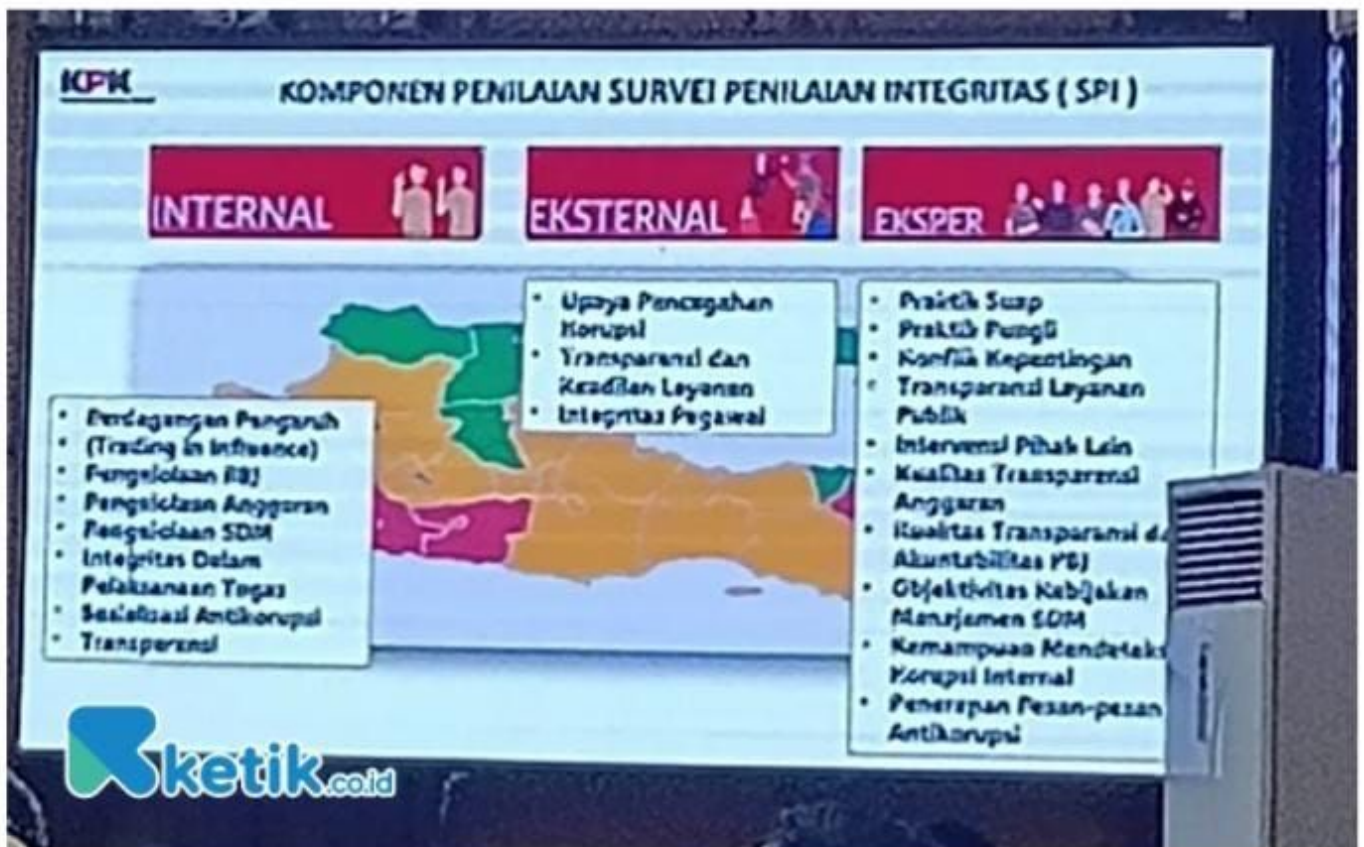 KPK
KOMPONEN PENILAIAN SURVEI PENILAIAN INTEGRITAS ( SPI )
INTERNAL
EKSTERNAL
EKSPER
• Upaya Pencegahan
Korupsi
• Transparansi dan
Keadilan Layanan
• Integritas Pegawai
• Praktik Suap
• Praktik Pungli
• Konflik Kepentingan
• Transparansi Layanan
Publik
• Intervensi Pihak Lain
• Kualitas Transparansi
Anggaran
• Kualitas Transparansi da
Akuntabilitas PBJ
• Objektivitas Kebijakan
Manajemen SDM
• Kemampuan Mendeteks
Korupsi Internal
• Penerapan Pesan-pesan
Antikorupsi
• Perdagangan Pengaruh
• (Trading in Influence)
• Pengelolaan PBJ
• Pengelolaan Anggaran
• Pengelolaan SDM
• Integritas Dalam
Pelaksanaan Tugas
• Sosialisasi Antikorupsi
• Transparansi
ketik.co.id